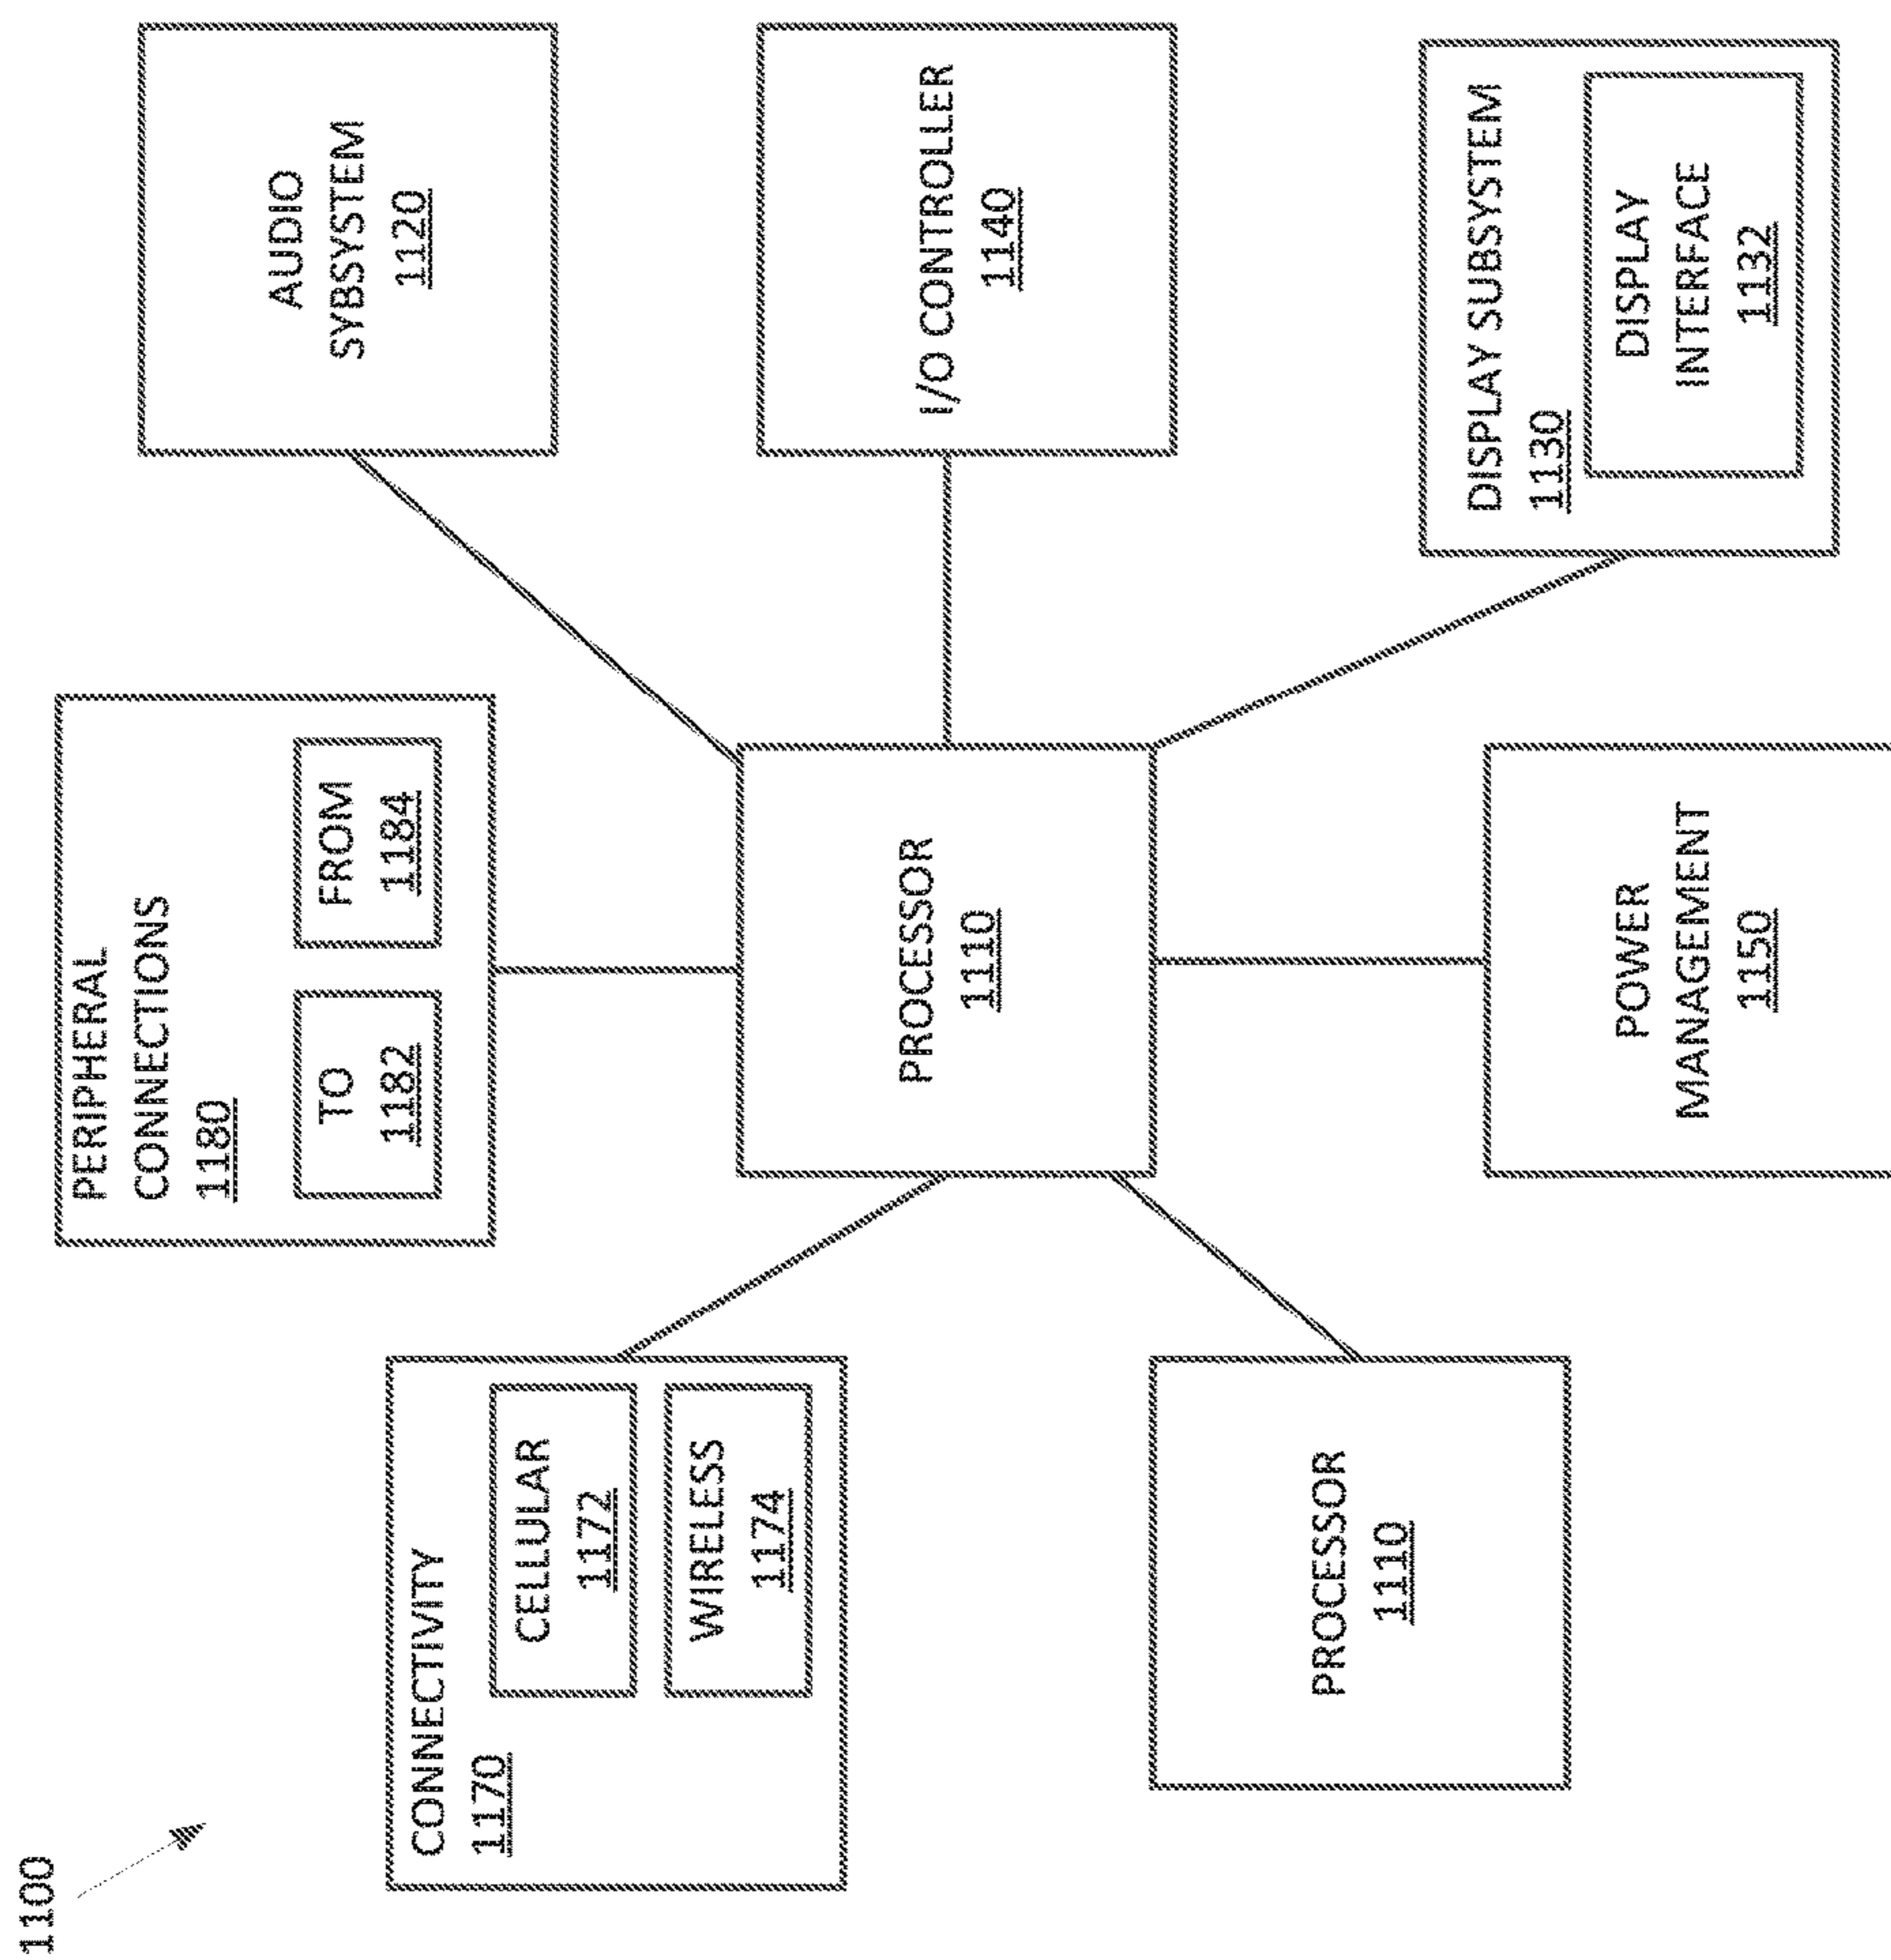 1100
CONNECTIVITY
1170
CELLULAR
1172
WIRELESS
1174
PERIPHERAL
CONNECTIONS
1180
TO
1182
FROM
1184
AUDIO
SYBSYSTEM
1120
PROCESSOR
1110
I/O CONTROLLER
1140
PROCESSOR
1110
POWER
MANAGEMENT
1150
DISPLAY SUBSYSTEM
1130
DISPLAY
INTERFACE
1132